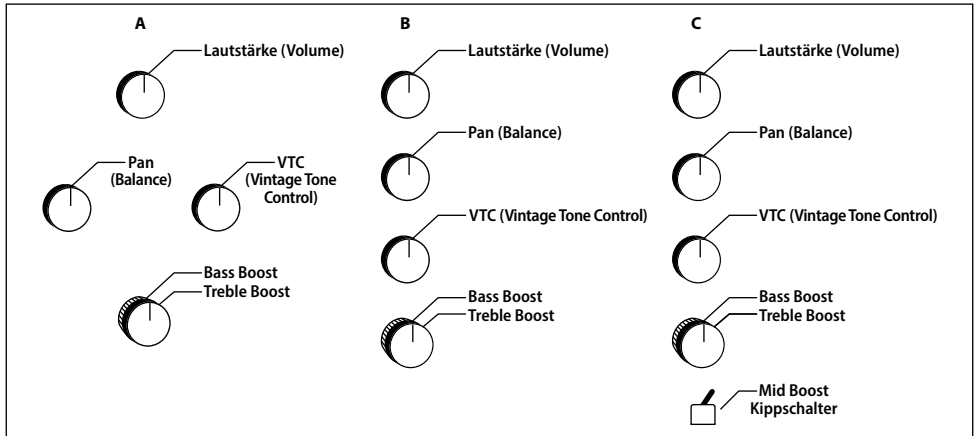 A
Lautstärke (Volume)
Pan
(Balance)
VTC
(Vintage Tone
Control)
Bass Boost
Treble Boost
B
Lautstärke (Volume)
Pan (Balance)
VTC (Vintage Tone Control)
Bass Boost
Treble Boost
C
Lautstärke (Volume)
Pan (Balance)
VTC (Vintage Tone Control)
Bass Boost
Treble Boost
Mid Boost
Kippschalter